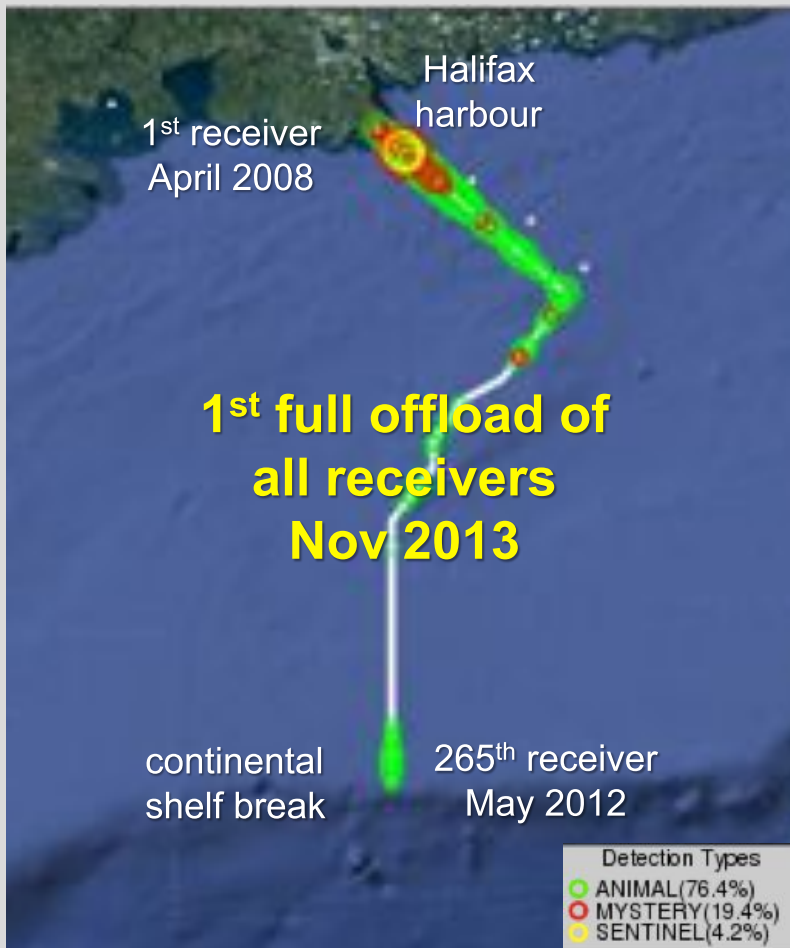 Halifax
harbour
1st receiver
April 2008
1st full offload of
all receivers
Nov 2013
continental
shelf break
265th receiver
May 2012
Detection Types
ANIMAL(76.4%)
MYSTERY(19.4%)
SENTINEL(4.2%)